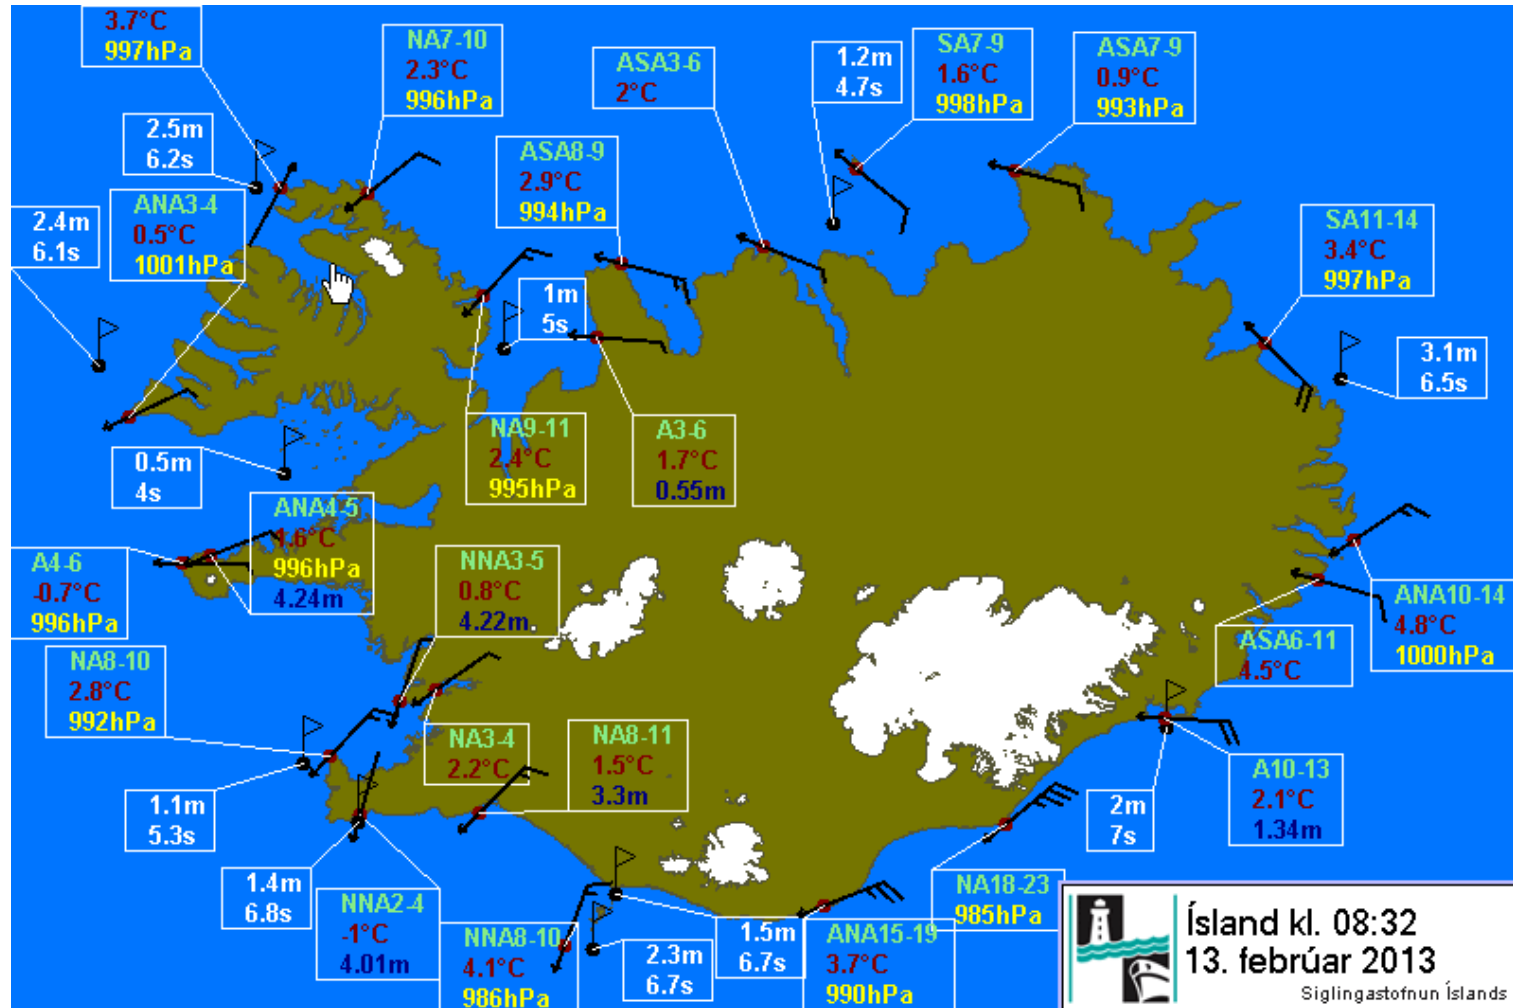 3.7°C
997hPa
NA7-10
2.3°C
996hPa
ASA3-6
2°C
1.2m
4.7s
SA7-9
1.6°C
998hPa
ASA7-9
0.9°C
993hPa
2.5m
6.2s
ASA8-9
2.9°C
994hPa
2.4m
6.1s
ANA3-4
0.5°C
1001hPa
SA11-14
3.4°C
997hPa
1m
5s
3.1m
6.5s
NA9-11
2.4°C
995hPa
A3-6
1.7°C
0.55m
0.5m
4s
ANA4-5
1.6°C
996hPa
4.24m
A4-6
-0.7°C
996hPa
NNA3-5
0.8°C
4.22m
ANA10-14
4.8°C
1000hPa
ASA6-11
4.5°C
NA8-10
2.8°C
992hPa
NA3-4
2.2°C
NA8-11
1.5°C
3.3m
A10-13
2.1°C
1.34m
2m
7s
1.1m
5.3s
1.4m
6.8s
NNA2-4
-1°C
4.01m
NNA8-10
4.1°C
986hPa
2.3m
6.7s
1.5m
6.7s
ANA15-19
3.7°C
990hPa
NA18-23
985hPa
Ísland kl. 08:32
13. febrúar 2013
Siglingastofnun Íslands